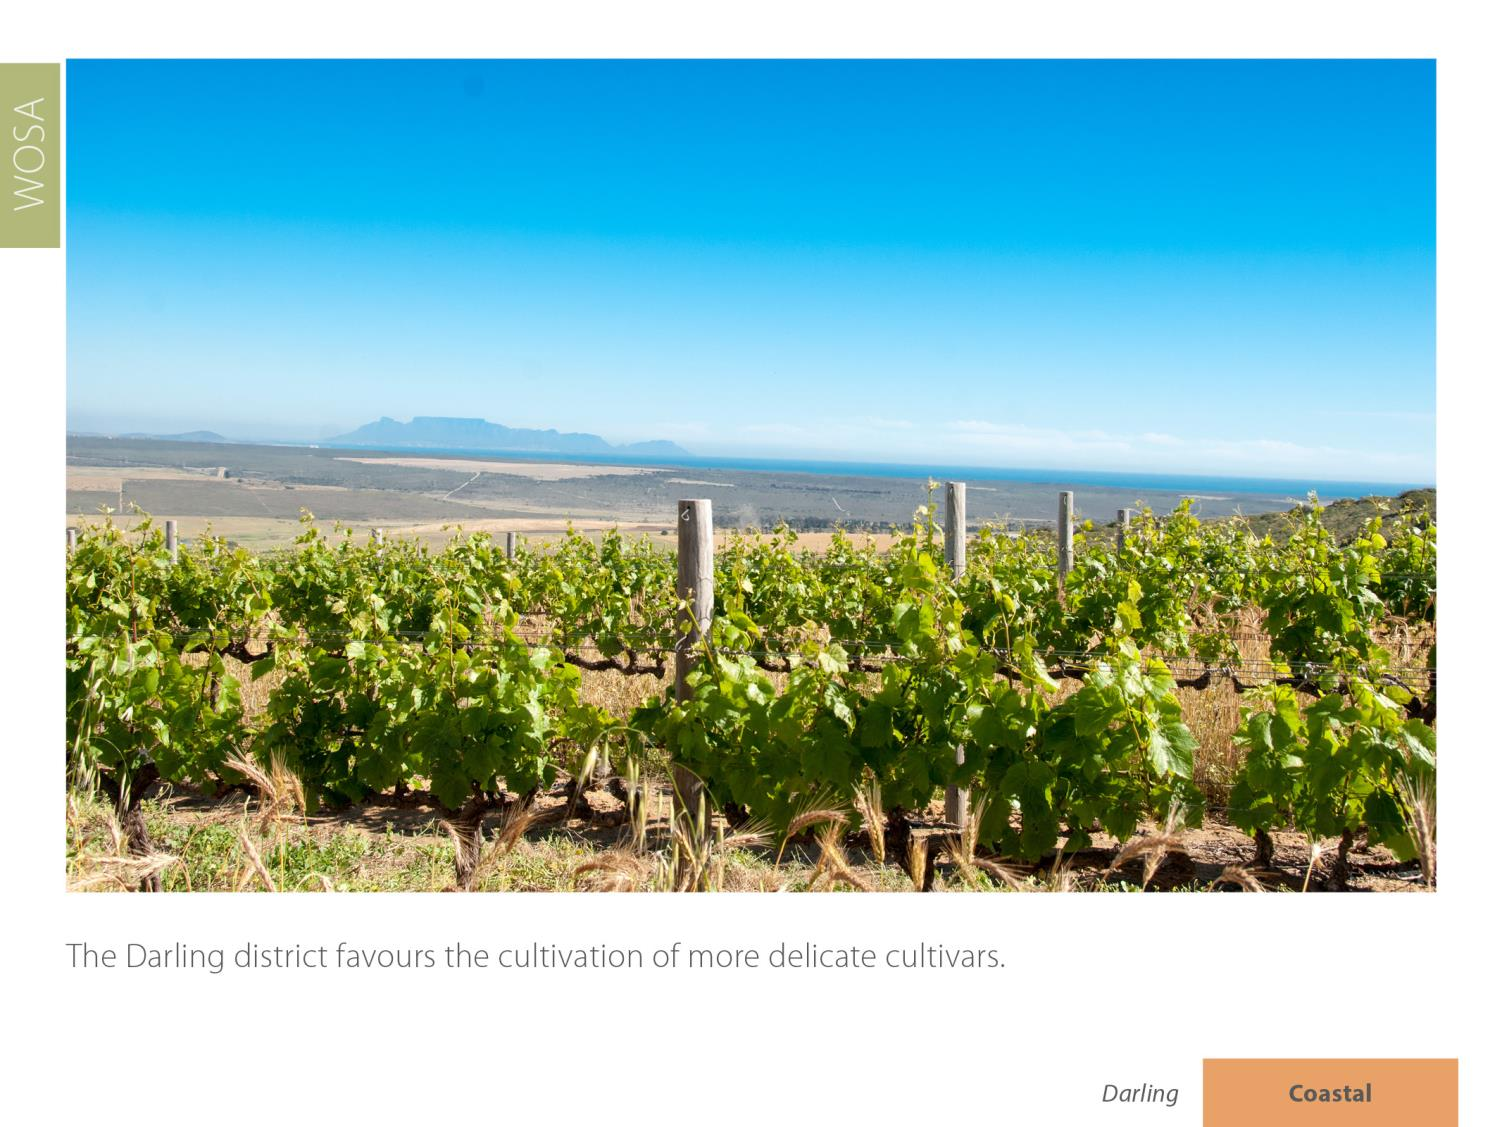 WOSA
The Darling district favours the cultivation of more delicate cultivars.
Darling
Coastal